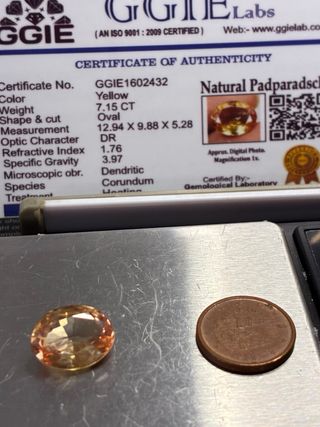 GGIE
GGIE Labs
( AN ISO 9001 : 2009 CERTIFIED )
Web:- www.ggielab.co
CERTIFICATE OF AUTHENTICITY
Certificate No. GGIE1602432
Color Yellow
Weight 7.15 CT
Shape & cut Oval
Measurement 12.94 X 9.88 X 5.28
Optic Character DR
Refractive Index 1.76
Specific Gravity 3.97
Microscopic obr. Dendritic
Species Corundum
Treatment Heating
Natural Padparadsc
Approx. Digital Photo.
Magnification 1x.
Certified By:-
Gemological Laboratory